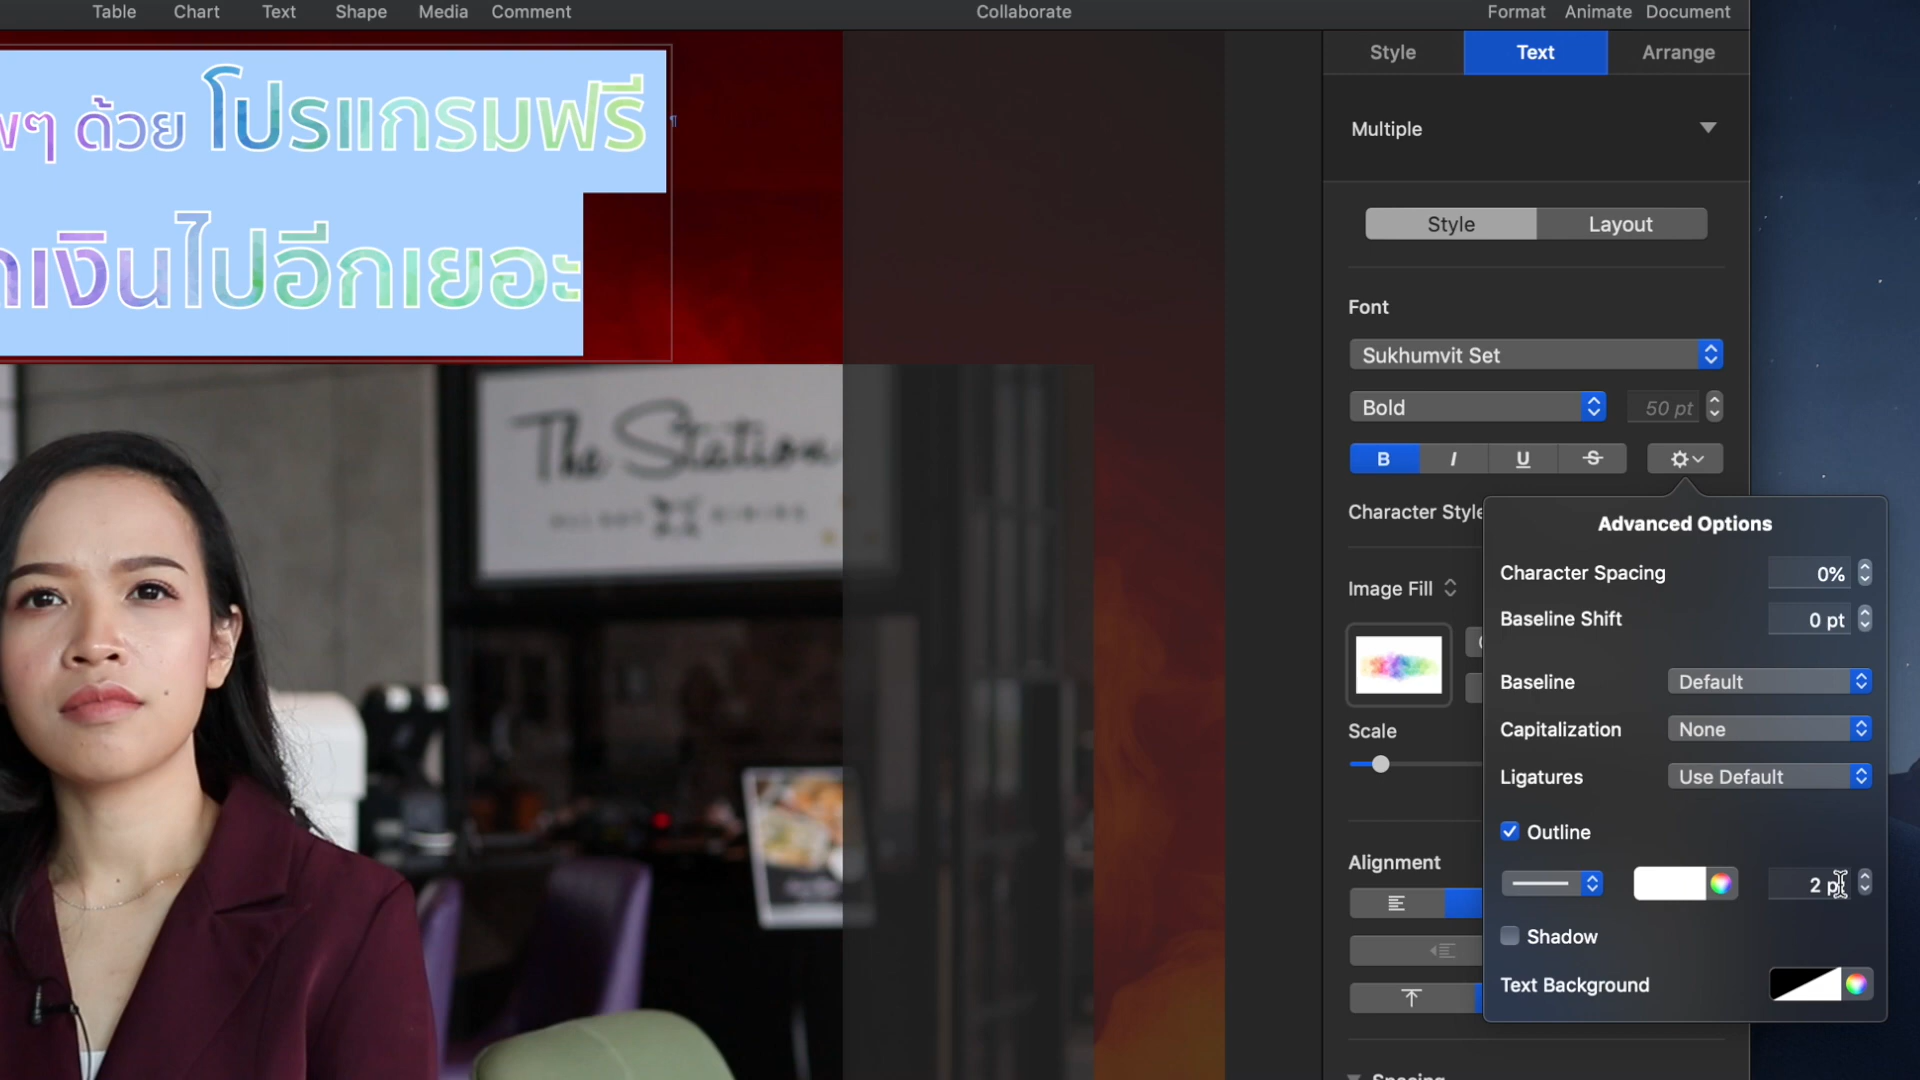 Table Chart Text Shape Media Comment Collaborate Format Animate Document
Style Text Arrange
Multiple
Style Layout
Font
Sukhumvit Set
Bold 50 pt
B I U S
Character Style
Image Fill
Scale
Alignment
Advanced Options
Character Spacing 0%
Baseline Shift 0 pt
Baseline Default
Capitalization None
Ligatures Use Default
Outline
2 pt
Shadow
Text Background
Spacing
ๆ ด้วย โปรแกรมฟรี
เงินไปอีกเยอะ
The Station